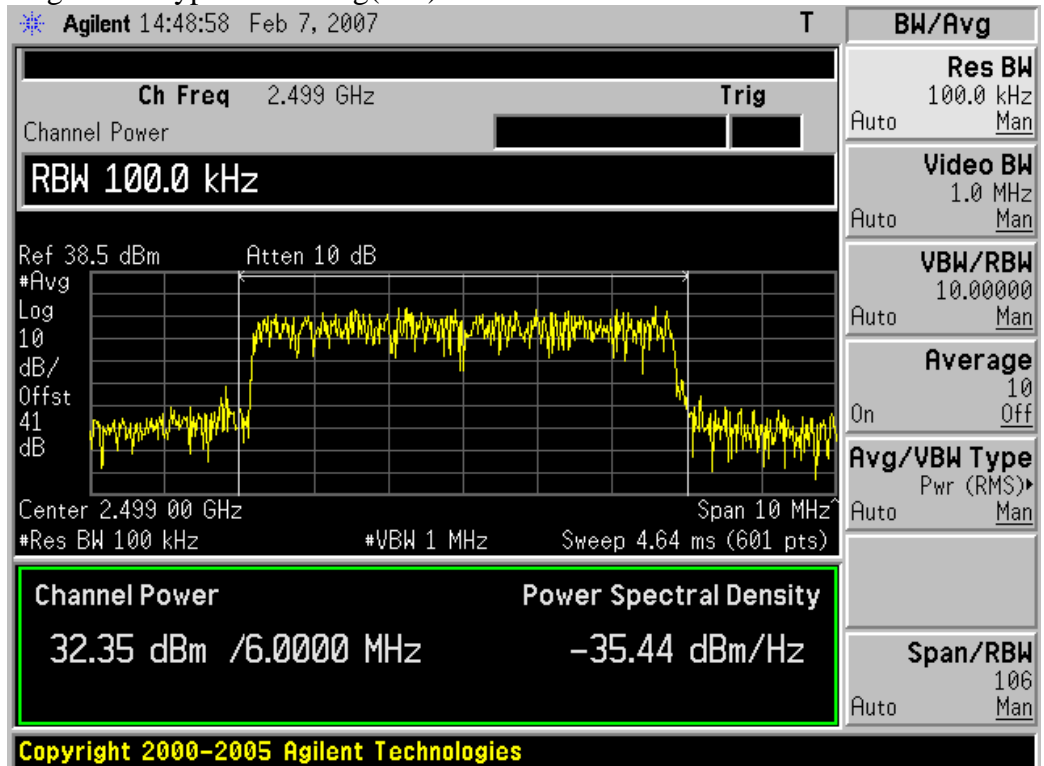 Agilent 14:48:58 Feb 7, 2007 T
BW/Avg
Ch Freq 2.499 GHz Trig
Channel Power
RBW 100.0 kHz
Ref 38.5 dBm Atten 10 dB
#Avg
Log
10
dB/
Offst
41
dB
Center 2.499 00 GHz Span 10 MHz^
#Res BW 100 kHz #VBW 1 MHz Sweep 4.64 ms (601 pts)
Channel Power Power Spectral Density
32.35 dBm /6.0000 MHz -35.44 dBm/Hz
Res BW
100.0 kHz
Auto Man
Video BW
1.0 MHz
Auto Man
VBW/RBW
10.00000
Auto Man
Average
10
On Off
Avg/VBW Type
Pwr (RMS)▸
Auto Man
Span/RBW
106
Auto Man
Copyright 2000-2005 Agilent Technologies